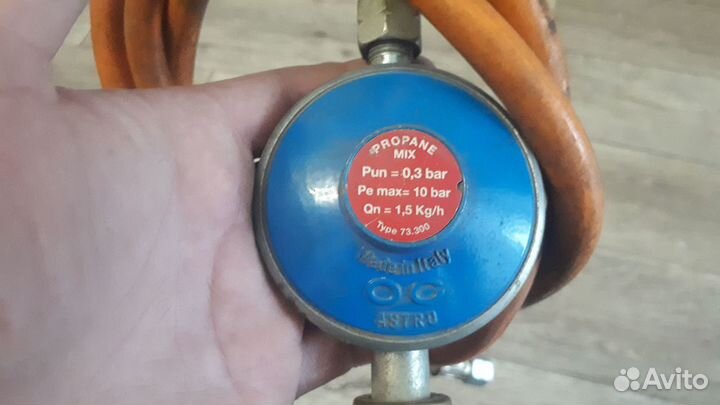 PROPANE
MIX
Pun = 0,3 bar
Pe max= 10 bar
Qn = 1,5 Kg/h
Type 73.300
Made in Italy
Avito